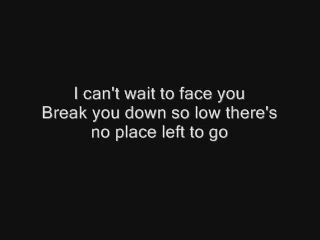 I can't wait to face you
Break you down so low there's
no place left to go